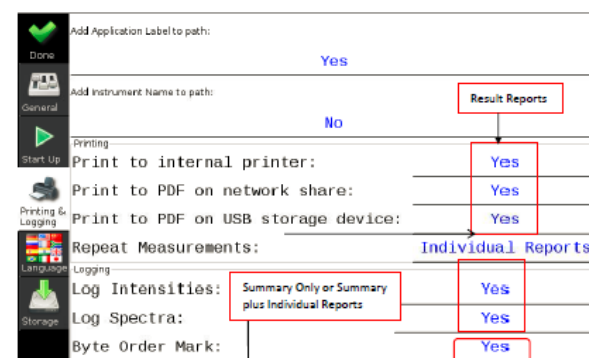 Add Application Label to path:
Done
Yes
Add Instrument Name to path:
General
Result Reports
No
Printing
Start Up
Print to internal printer: Yes
Print to PDF on network share: Yes
Printing &
Logging
Print to PDF on USB storage device: Yes
Repeat Measurements: Individual Reports
Language
Logging
Log Intensities: Yes
Summary Only or Summary
plus Individual Reports
Log Spectra: Yes
Storage
Byte Order Mark: Yes